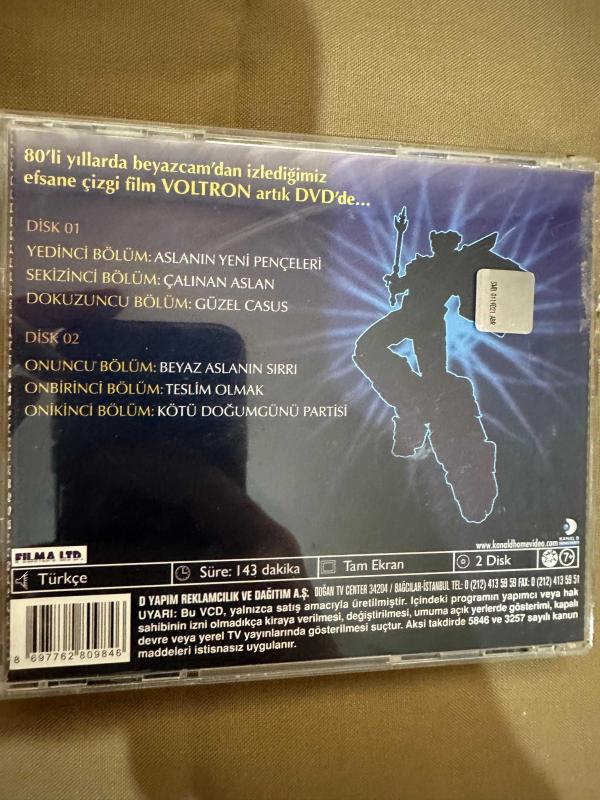 80'li yıllarda beyazcam'dan izlediğimiz
efsane çizgi film VOLTRON artık DVD'de...
DİSK 01
YEDİNCİ BÖLÜM: ASLANIN YENİ PENÇELERİ
SEKİZİNCİ BÖLÜM: ÇALINAN ASLAN
DOKUZUNCU BÖLÜM: GÜZEL CASUS
DİSK 02
ONUNCU BÖLÜM: BEYAZ ASLANIN SIRRI
ONBİRİNCİ BÖLÜM: TESLİM OLMAK
ONİKİNCİ BÖLÜM: KÖTÜ DOĞUMGÜNÜ PARTİSİ
FILMA LTD.
KANAL D
www.kanaldhomevideo.com
Türkçe
Süre: 143 dakika
Tam Ekran
2 Disk
7+
D YAPIM REKLAMCILIK VE DAĞITIM A.Ş: DOĞAN TV CENTER 34204 / BAĞCILAR-İSTANBUL TEL: 0 (212) 413 59 59 FAX: 0 (212) 413 59 51
UYARI: Bu VCD, yalnızca satış amacıyla üretilmiştir. İçindeki programın yapımcı veya hak
sahibinin izni olmadıkça kiraya verilmesi, değiştirilmesi, umuma açık yerlerde gösterimi, kapalı
devre veya yerel TV yayınlarında gösterilmesi suçtur. Aksi takdirde 5846 ve 3257 sayılı kanun
maddeleri istisnasız uygulanır.
8 697762 809846